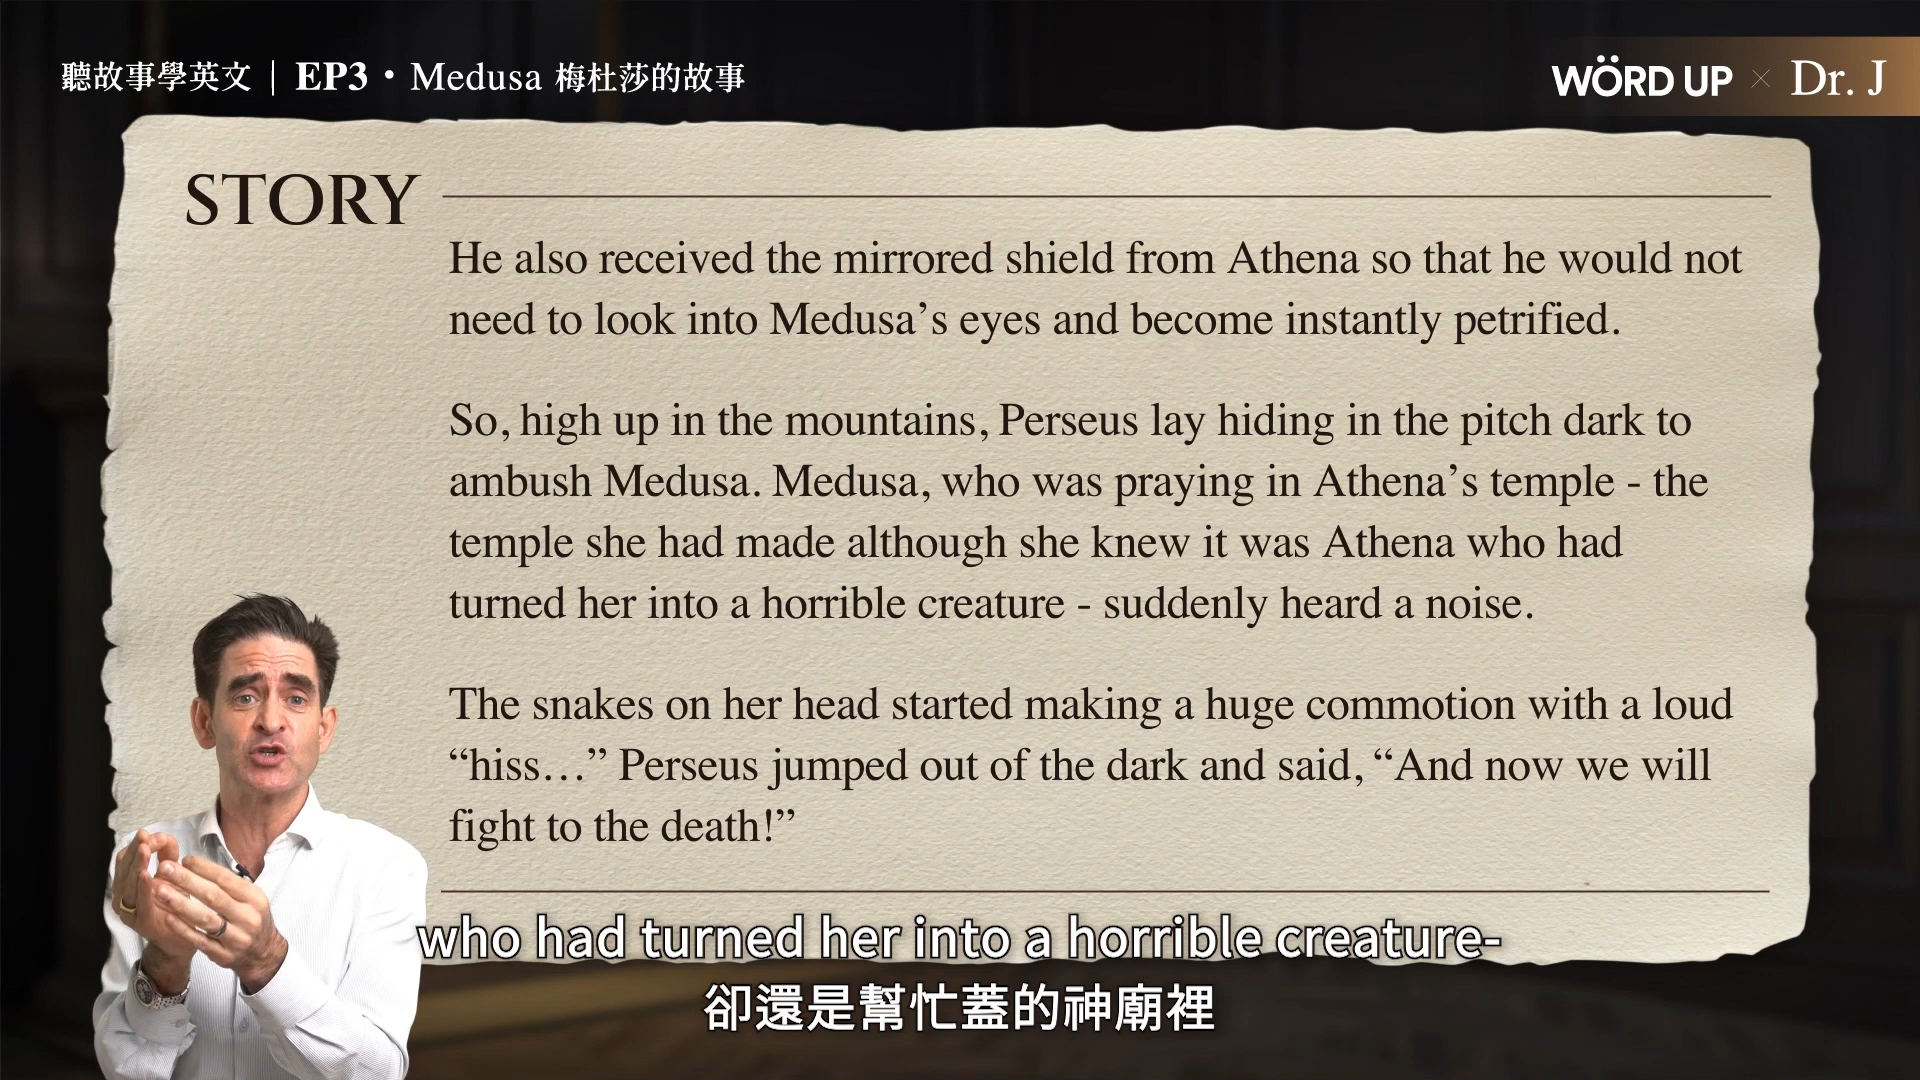 聽故事學英文 | EP3・Medusa 梅杜莎的故事
WÖRD UP × Dr. J
STORY
He also received the mirrored shield from Athena so that he would not
need to look into Medusa’s eyes and become instantly petrified.
So, high up in the mountains, Perseus lay hiding in the pitch dark to
ambush Medusa. Medusa, who was praying in Athena’s temple - the
temple she had made although she knew it was Athena who had
turned her into a horrible creature - suddenly heard a noise.
The snakes on her head started making a huge commotion with a loud
“hiss…” Perseus jumped out of the dark and said, “And now we will
fight to the death!”
who had turned her into a horrible creature-
卻還是幫忙蓋的神廟裡